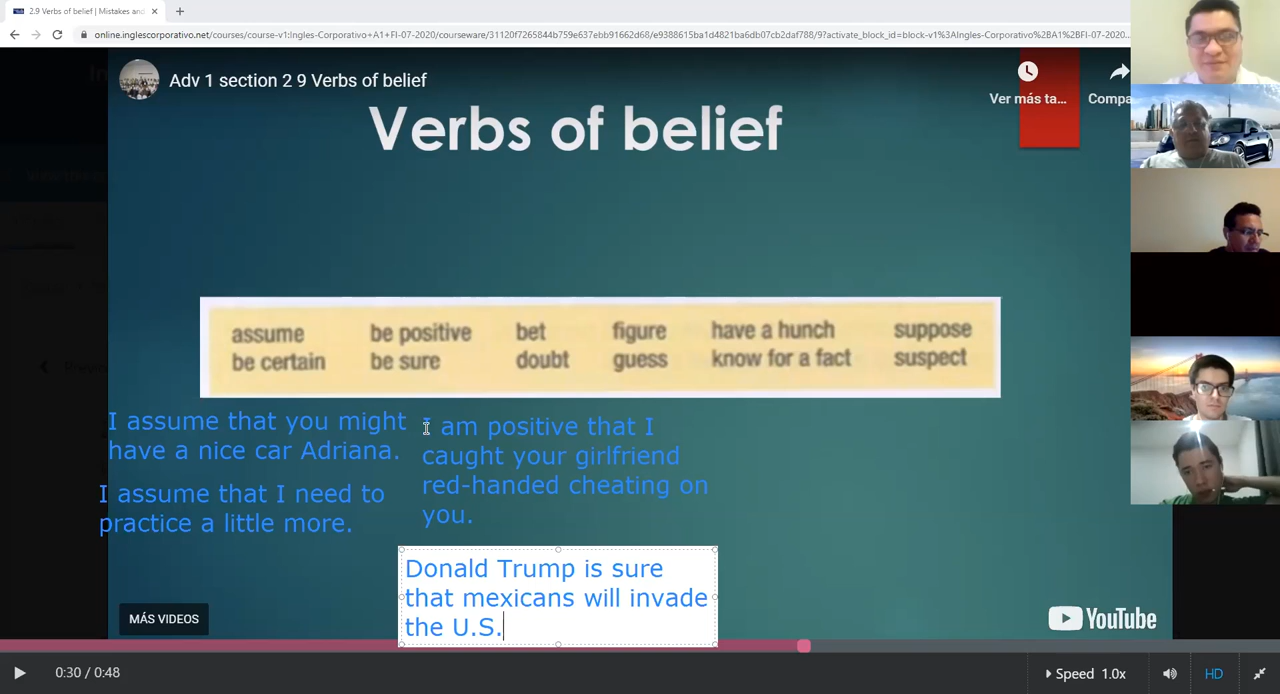 2.9 Verbs of belief | Mistakes and
online.inglescorporativo.net/courses/course-v1:Ingles-Corporativo+A1+FI-07-2020/courseware/31120f7265844b759e637ebb91662d68/e9388615ba1d4821ba6db07cb2daf788/9?activate_block_id=block-v1%3AIngles-Corporativo%2BA1%2BFI-07-2020...
Adv 1 section 2 9 Verbs of belief
Ver más ta...
Compa
Verbs of belief
assume be positive bet figure have a hunch suppose
be certain be sure doubt guess know for a fact suspect
I assume that you might
have a nice car Adriana.
I assume that I need to
practice a little more.
I am positive that I
caught your girlfriend
red-handed cheating on
you.
Donald Trump is sure
that mexicans will invade
the U.S.
MÁS VIDEOS
YouTube
0:30 / 0:48
Speed 1.0x
HD